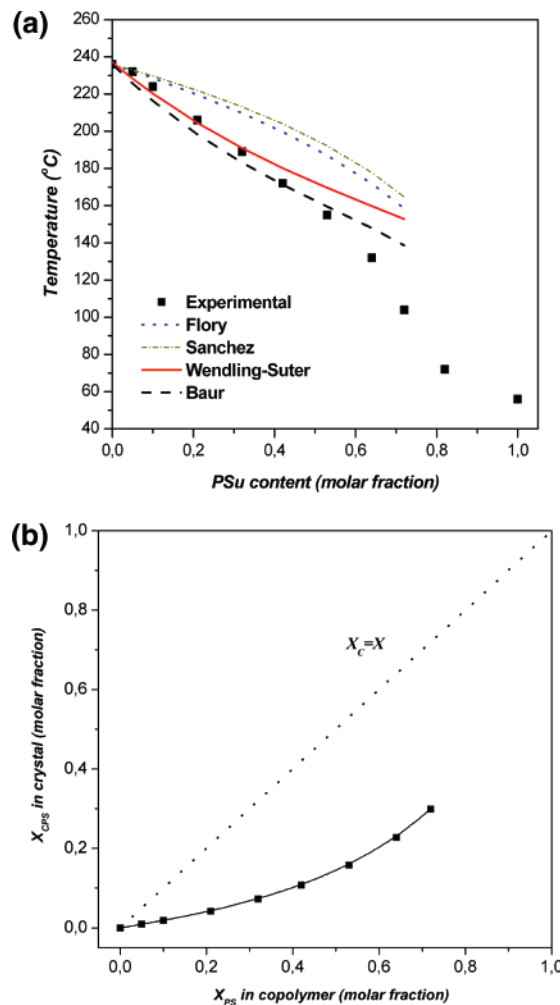 (a)
260
240
220
200
180
160
140
120
100
80
60
40
Temperature (°C)
Experimental
Flory
Sanchez
Wendling-Suter
Baur
0,0 0,2 0,4 0,6 0,8 1,0
PSu content (molar fraction)
(b)
1,0
0,8
0,6
0,4
0,2
0,0
X_CPS in crystal (molar fraction)
X_C=X
0,0 0,2 0,4 0,6 0,8 1,0
X_PS in copolymer (molar fraction)